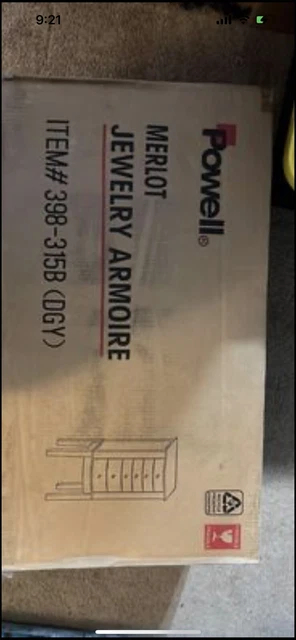 9:21
Powell®
MERLOT
JEWELRY ARMOIRE
ITEM# 398-315B (DGY)